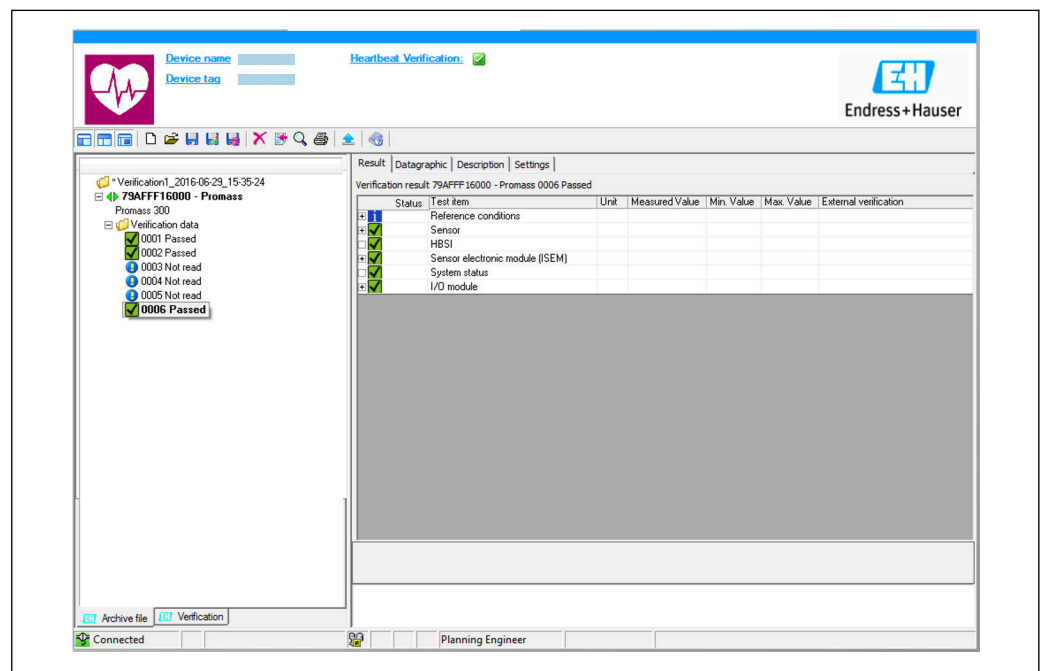 Device name
Heartbeat Verification:
Device tag
EH
Endress+Hauser
Result Datagraphic Description Settings
* Verification1_2016-06-29_15-35-24
79AFFF16000 - Promass
Promass 300
Verification data
0001 Passed
0002 Passed
0003 Not read
0004 Not read
0005 Not read
0006 Passed
Verification result 79AFFF16000 - Promass 0006 Passed
Status Test item Unit Measured Value Min. Value Max. Value External verification
Reference conditions
Sensor
HBSI
Sensor electronic module (ISEM)
System status
I/O module
Archive file Verification
Connected Planning Engineer